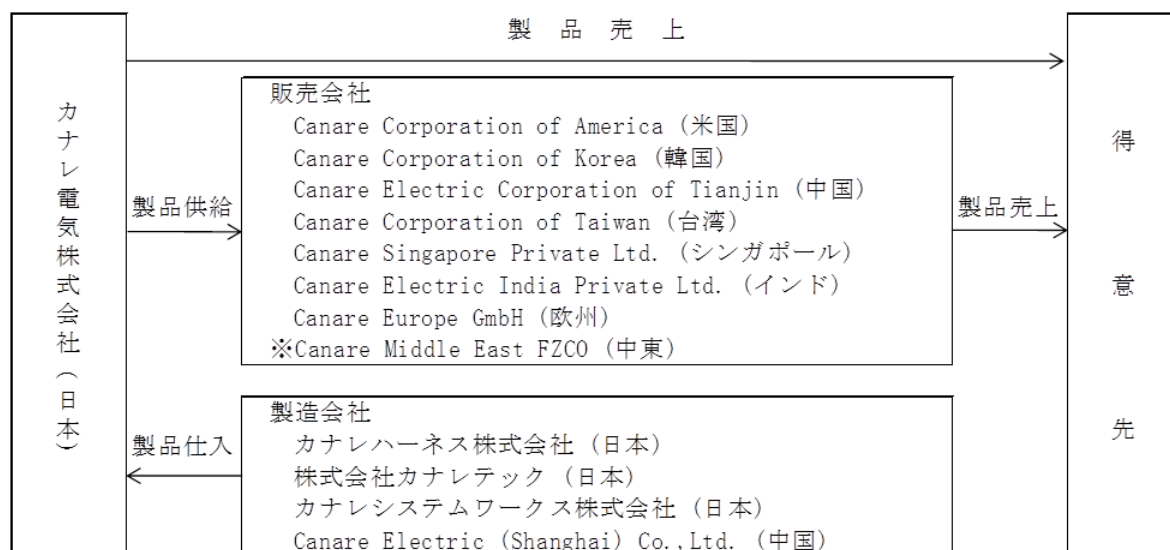 製品売上
カナレ電気株式会社（日本）
製品供給
販売会社
Canare Corporation of America（米国）
Canare Corporation of Korea（韓国）
Canare Electric Corporation of Tianjin（中国）
Canare Corporation of Taiwan（台湾）
Canare Singapore Private Ltd.（シンガポール）
Canare Electric India Private Ltd.（インド）
Canare Europe GmbH（欧州）
※Canare Middle East FZCO（中東）
製品売上
得意先
製品仕入
製造会社
カナレハーネス株式会社（日本）
株式会社カナレテック（日本）
カナレシステムワークス株式会社（日本）
Canare Electric (Shanghai) Co.,Ltd.（中国）